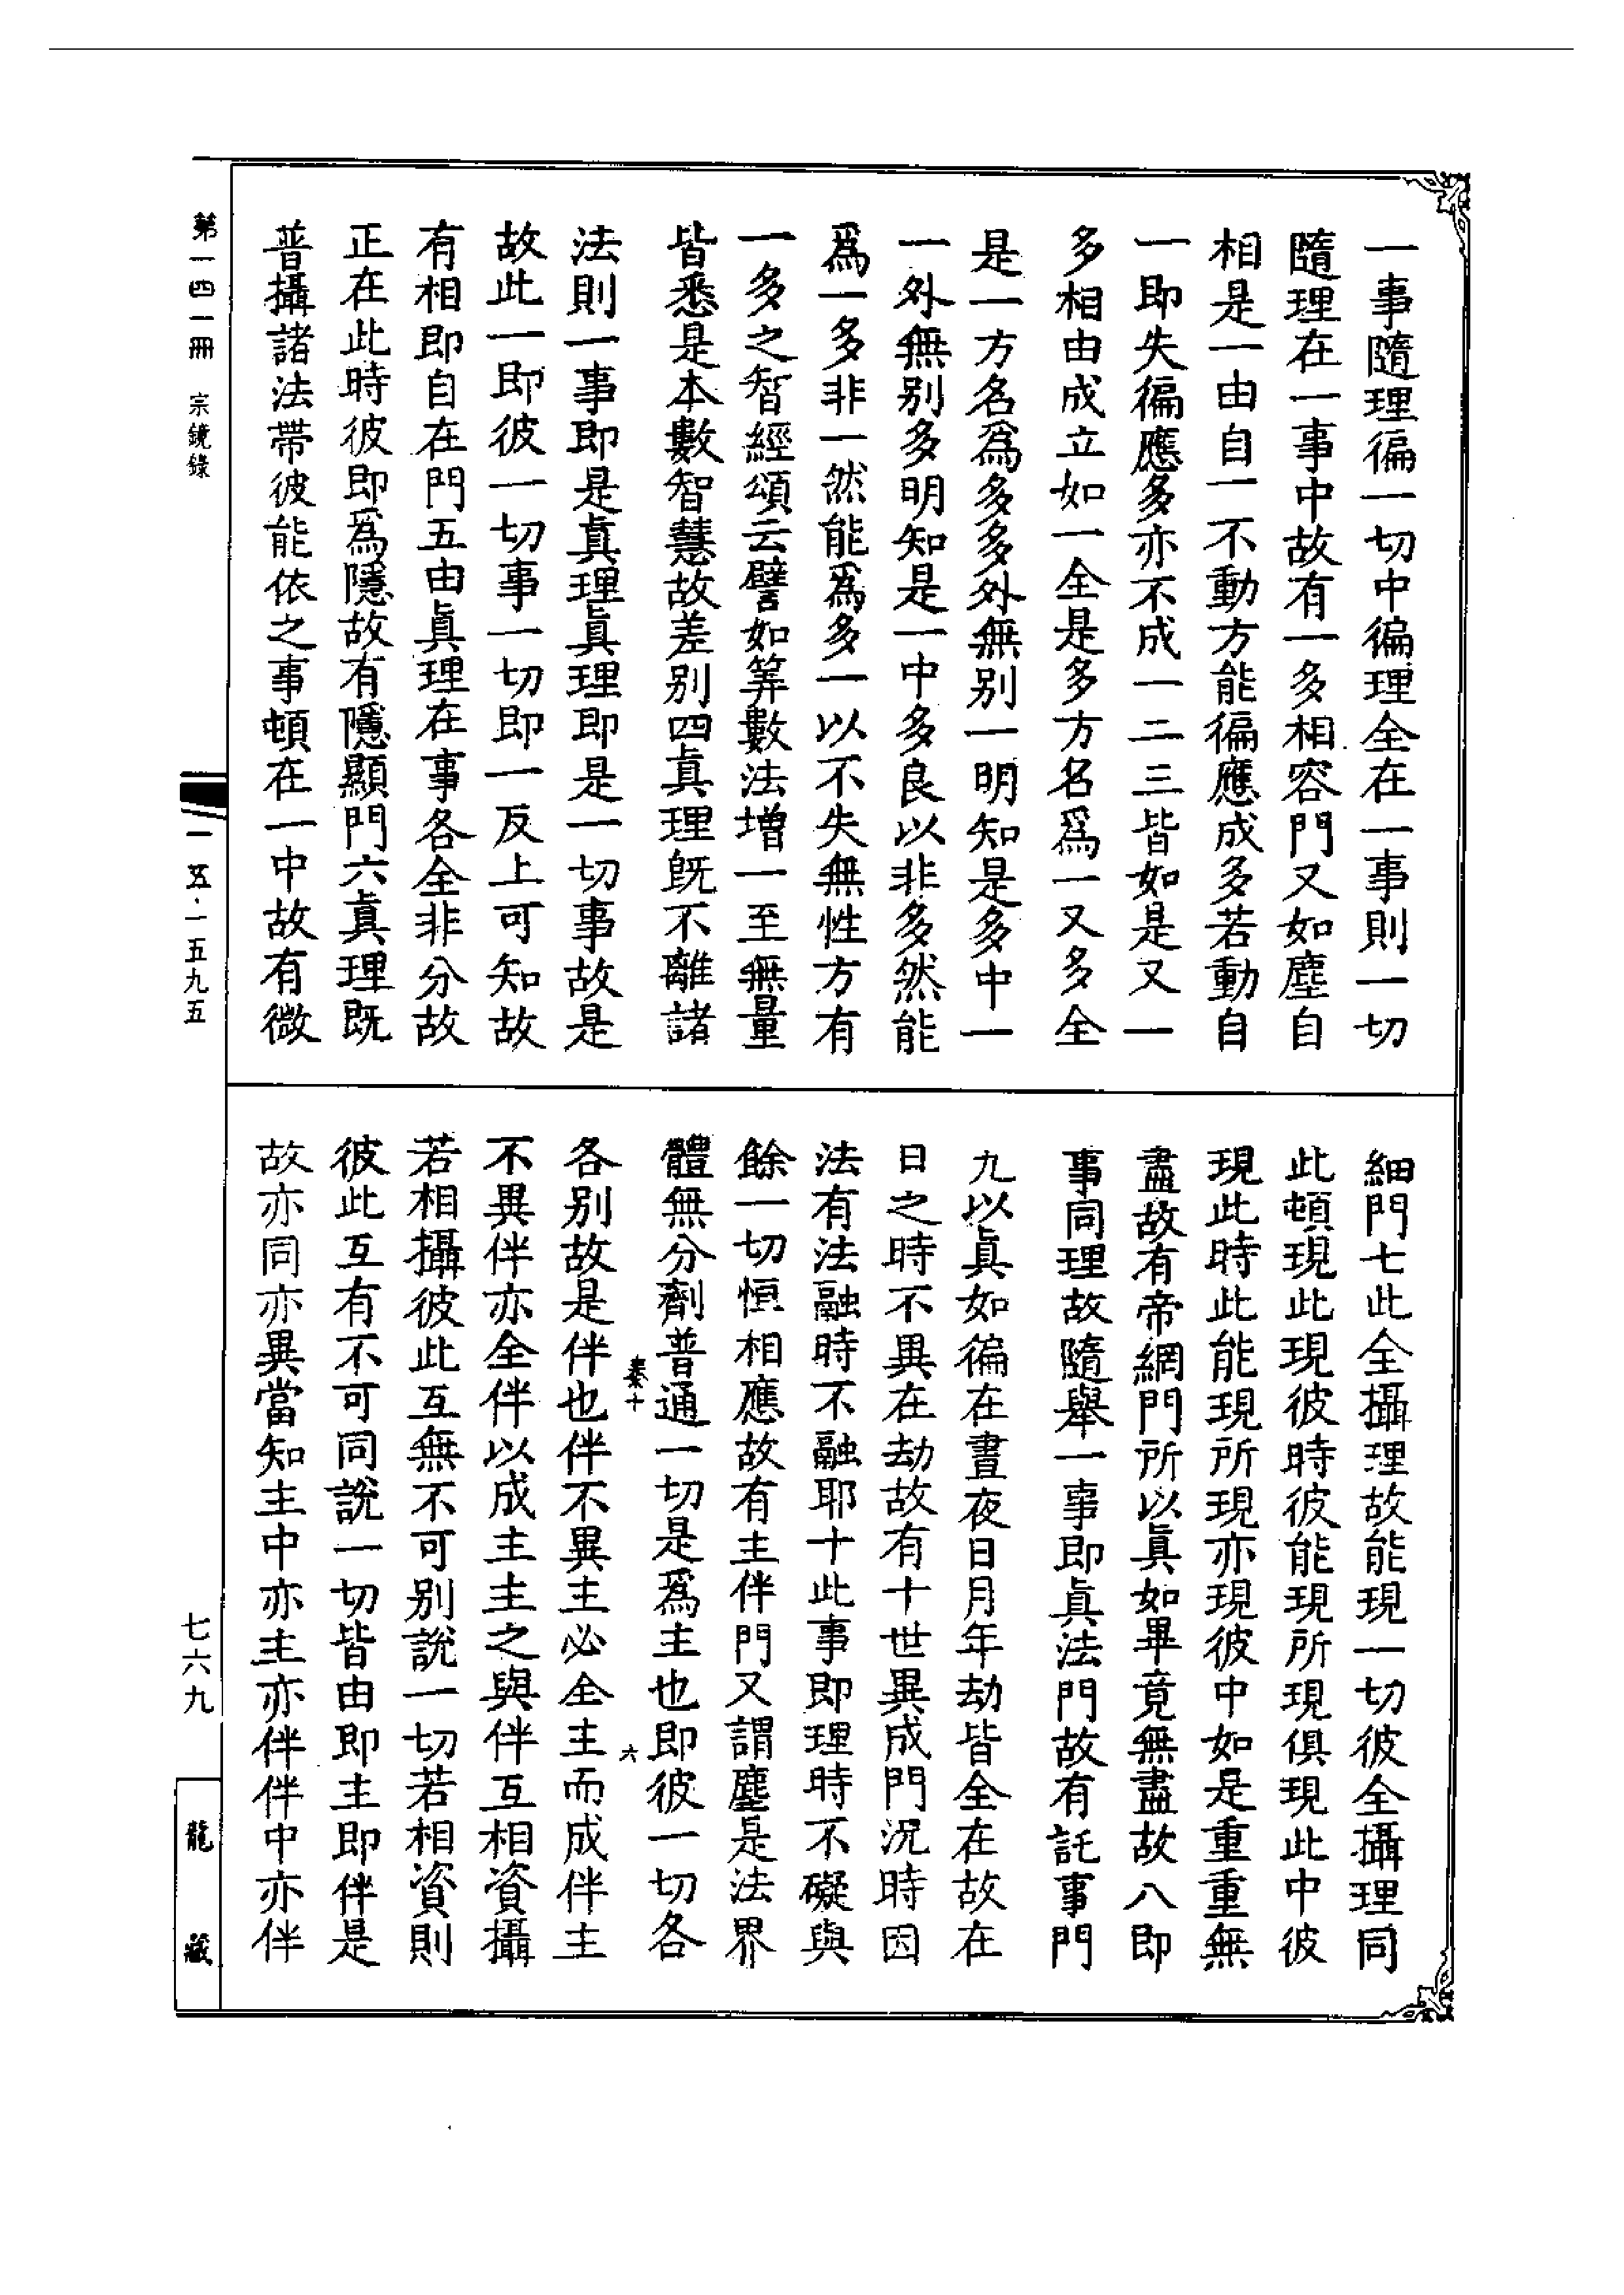 一事隨理徧一切中徧理全在一事則一切
隨理在一事中故有一多相容門又如塵自
相是一由自一不動方能徧應成多若動自
一即失徧應多亦不成一二三皆如是又一
多相由成立如一全是多方名爲一又多全
是一方名爲多多外無别一明知是多中一
一外無别多明知是一中多良以非多然能
爲一多非一然能爲多一以不失無性方有
一多之智經頌云譬如筭數法增一至無量
皆悉是本數智慧故差别四眞理旣不離諸
法則一事即是眞理眞理即是一切事故是
故此一即彼一切事一切即一反上可知故
有相即自在門五由眞理在事各全非分故
正在此時彼即爲隱故有隱顯門六眞理既
普攝諸法帶彼能依之事頓在一中故有微
細門七此全攝理故能現一切彼全攝理同
此頓現此現彼時彼能現所現俱現此中彼
現此時此能現所現亦現彼中如是重重無
盡故有帝網門所以眞如畢竟無盡故八即
事同理故隨舉一事即眞法門故有託事門
九以眞如徧在晝夜日月年劫皆全在故在
日之時不異在劫故有十世異成門況時因
法有法融時不融耶十此事即理時不礙與
餘一切恒相應故有主伴門又謂塵是法界
體無分劑普通一切是爲主也即彼一切各
各别故是伴也伴不異主必全主而成伴主
不異伴亦全伴以成主主之與伴互相資攝
若相攝彼此互無不可别說一切若相資則
彼此互有不可同說一切皆由即主即伴是
故亦同亦異當知主中亦主亦伴伴中亦伴
秦十
六
第一四一冊 宗鏡錄
一五·一五九五
七六九
龍藏